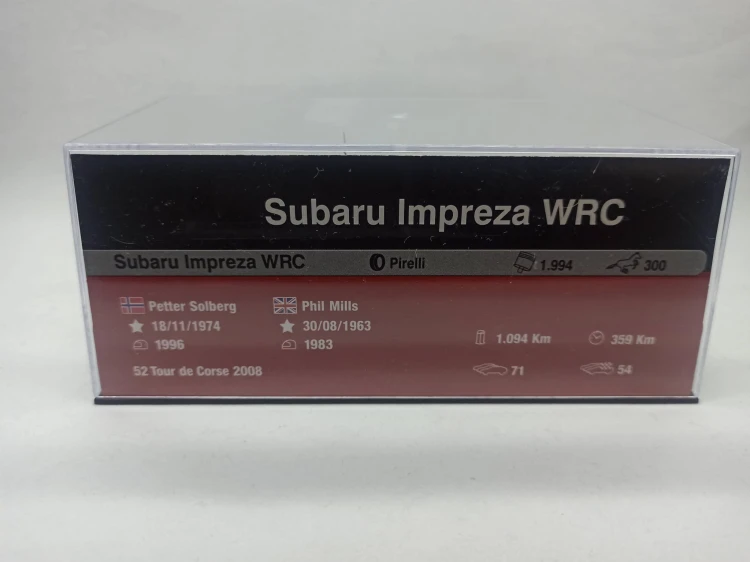 Subaru Impreza WRC
Subaru Impreza WRC Pirelli 1.994 300
Petter Solberg Phil Mills
18/11/1974 30/08/1963
1996 1983 1.094 Km 359 Km
52 Tour de Corse 2008 71 54